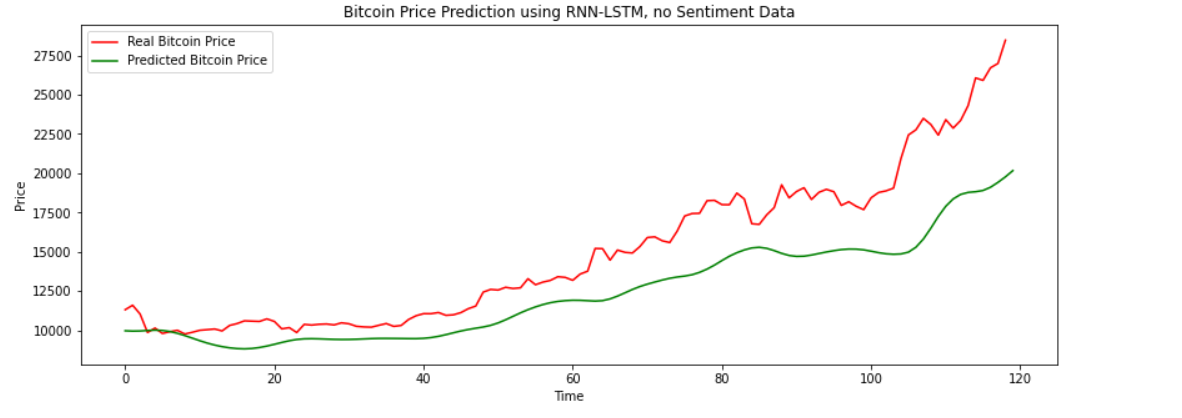 Bitcoin Price Prediction using RNN-LSTM, no Sentiment Data
Real Bitcoin Price
Predicted Bitcoin Price
27500
25000
22500
20000
17500
15000
12500
10000
Price
0 20 40 60 80 100 120
Time